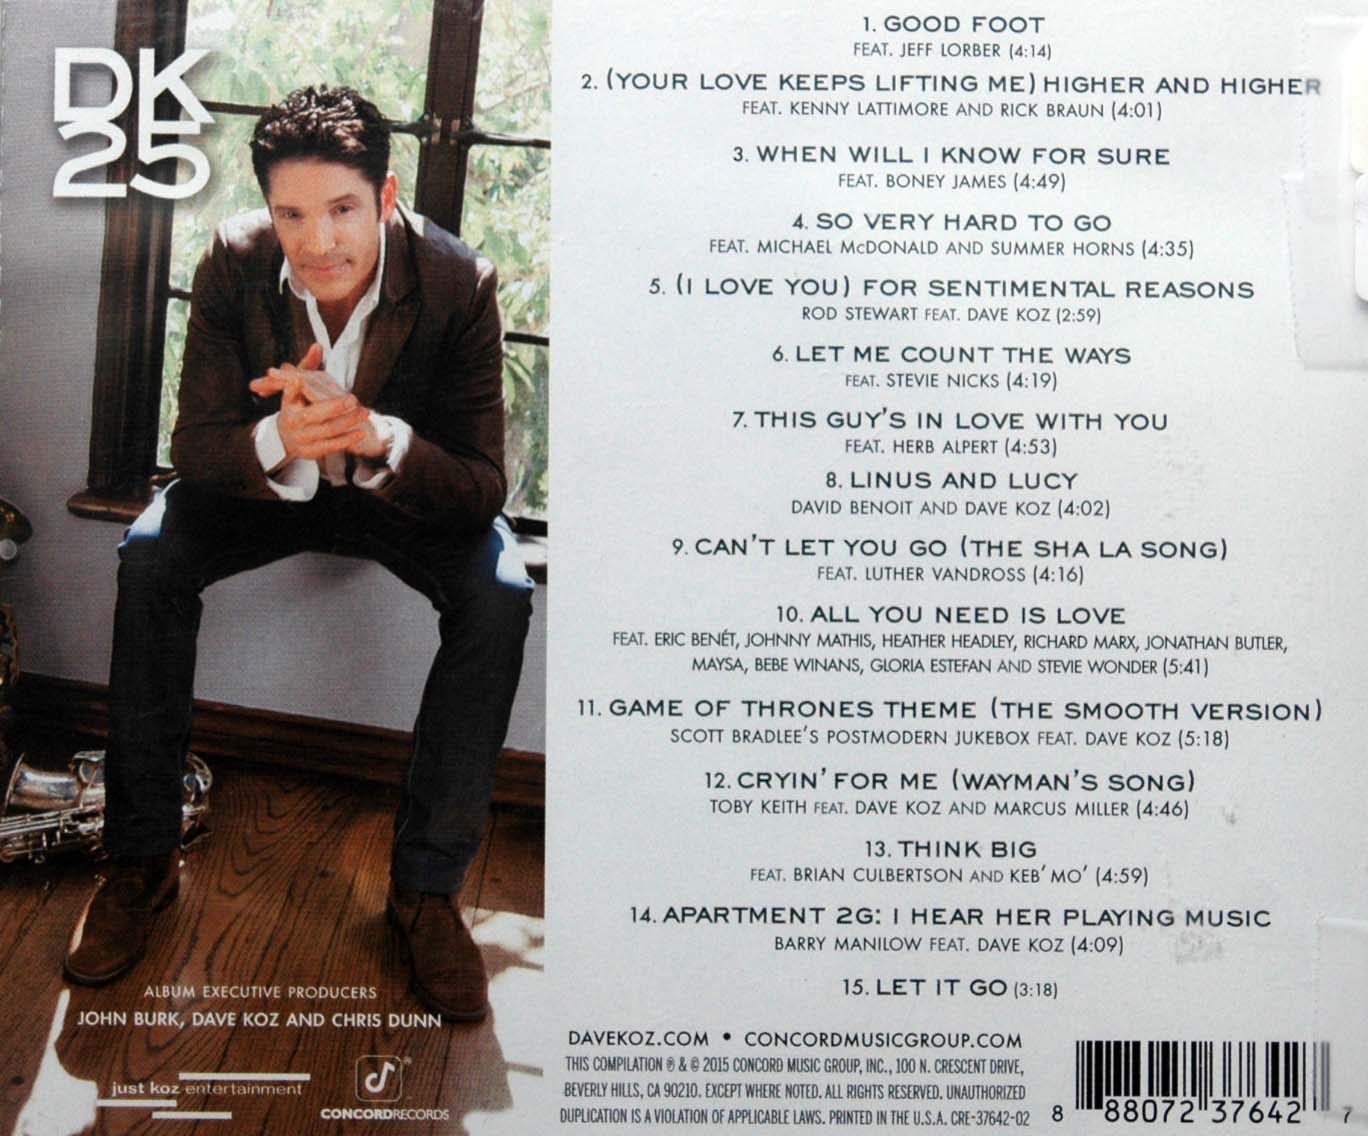 DK
25
1. GOOD FOOT
FEAT. JEFF LORBER (4:14)
2. (YOUR LOVE KEEPS LIFTING ME) HIGHER AND HIGHER
FEAT. KENNY LATTIMORE AND RICK BRAUN (4:01)
3. WHEN WILL I KNOW FOR SURE
FEAT. BONEY JAMES (4:49)
4. SO VERY HARD TO GO
FEAT. MICHAEL McDONALD AND SUMMER HORNS (4:35)
5. (I LOVE YOU) FOR SENTIMENTAL REASONS
ROD STEWART FEAT. DAVE KOZ (2:59)
6. LET ME COUNT THE WAYS
FEAT. STEVIE NICKS (4:19)
7. THIS GUY'S IN LOVE WITH YOU
FEAT. HERB ALPERT (4:53)
8. LINUS AND LUCY
DAVID BENOIT AND DAVE KOZ (4:02)
9. CAN'T LET YOU GO (THE SHA LA SONG)
FEAT. LUTHER VANDROSS (4:16)
10. ALL YOU NEED IS LOVE
FEAT. ERIC BENÉT, JOHNNY MATHIS, HEATHER HEADLEY, RICHARD MARX, JONATHAN BUTLER,
MAYSA, BEBE WINANS, GLORIA ESTEFAN AND STEVIE WONDER (5:41)
11. GAME OF THRONES THEME (THE SMOOTH VERSION)
SCOTT BRADLEE'S POSTMODERN JUKEBOX FEAT. DAVE KOZ (5:18)
12. CRYIN' FOR ME (WAYMAN'S SONG)
TOBY KEITH FEAT. DAVE KOZ AND MARCUS MILLER (4:46)
13. THINK BIG
FEAT. BRIAN CULBERTSON AND KEB' MO' (4:59)
14. APARTMENT 2G: I HEAR HER PLAYING MUSIC
BARRY MANILOW FEAT. DAVE KOZ (4:09)
15. LET IT GO (3:18)
ALBUM EXECUTIVE PRODUCERS
JOHN BURK, DAVE KOZ AND CHRIS DUNN
just koz entertainment
®
CONCORDRECORDS
DAVEKOZ.COM • CONCORDMUSICGROUP.COM
THIS COMPILATION ℗ & © 2015 CONCORD MUSIC GROUP, INC., 100 N. CRESCENT DRIVE,
BEVERLY HILLS, CA 90210. EXCEPT WHERE NOTED. ALL RIGHTS RESERVED. UNAUTHORIZED
DUPLICATION IS A VIOLATION OF APPLICABLE LAWS. PRINTED IN THE U.S.A. CRE-37642-02
8 88072 37642 7